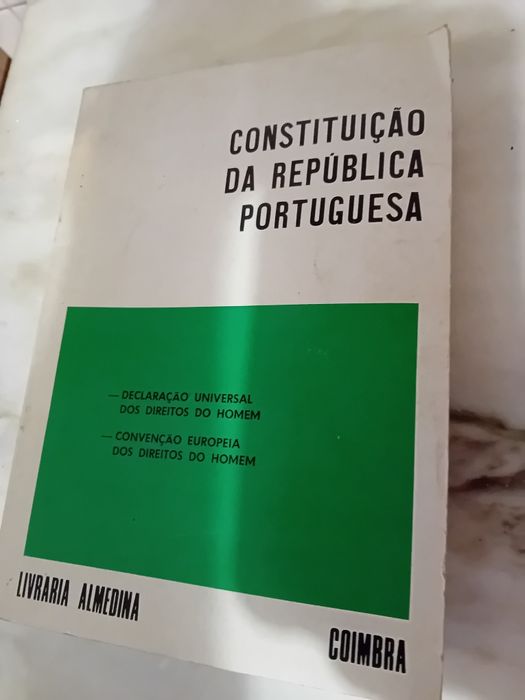 CONSTITUIÇÃO
DA REPÚBLICA
PORTUGUESA
— DECLARAÇÃO UNIVERSAL
DOS DIREITOS DO HOMEM
— CONVENÇÃO EUROPEIA
DOS DIREITOS DO HOMEM
LIVRARIA ALMEDINA
COIMBRA